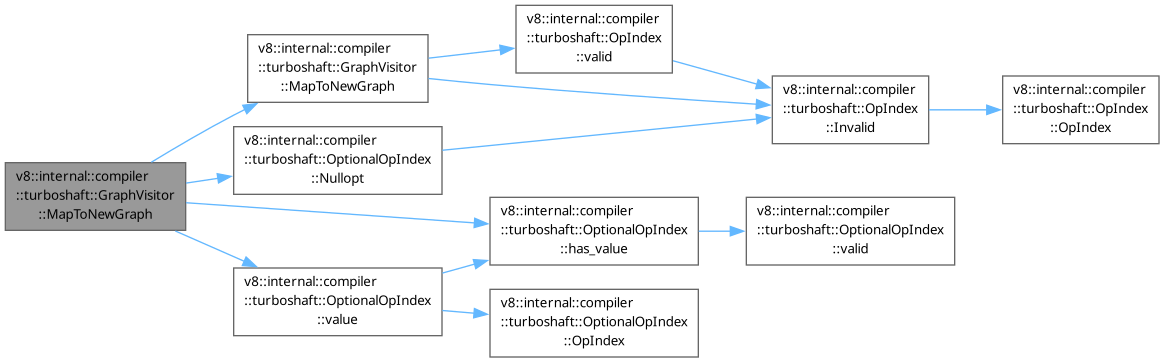 v8::internal::compiler
::turboshaft::GraphVisitor
::MapToNewGraph
v8::internal::compiler
::turboshaft::GraphVisitor
::MapToNewGraph
v8::internal::compiler
::turboshaft::OptionalOpIndex
::Nullopt
v8::internal::compiler
::turboshaft::OptionalOpIndex
::value
v8::internal::compiler
::turboshaft::OpIndex
::valid
v8::internal::compiler
::turboshaft::OptionalOpIndex
::has_value
v8::internal::compiler
::turboshaft::OptionalOpIndex
::OpIndex
v8::internal::compiler
::turboshaft::OpIndex
::Invalid
v8::internal::compiler
::turboshaft::OptionalOpIndex
::valid
v8::internal::compiler
::turboshaft::OpIndex
::OpIndex